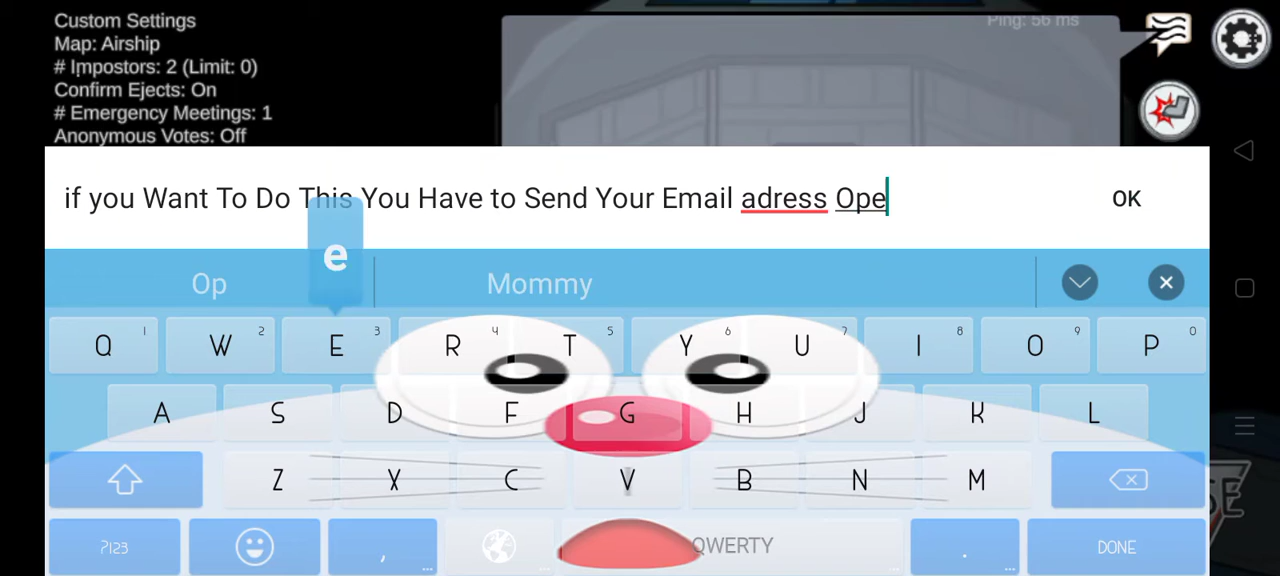 Custom Settings
Map: Airship
# Impostors: 2 (Limit: 0)
Confirm Ejects: On
# Emergency Meetings: 1
Anonymous Votes: Off
Ping: 56 ms
if you Want To Do This You Have to Send Your Email adress Ope
OK
e
Op Mommy
Q 1 W 2 E 3 R 4 T 5 Y 6 U 7 I 8 O 9 P 0
A S D F G H J K L
Z X C V B N M
?123 , QWERTY . DONE